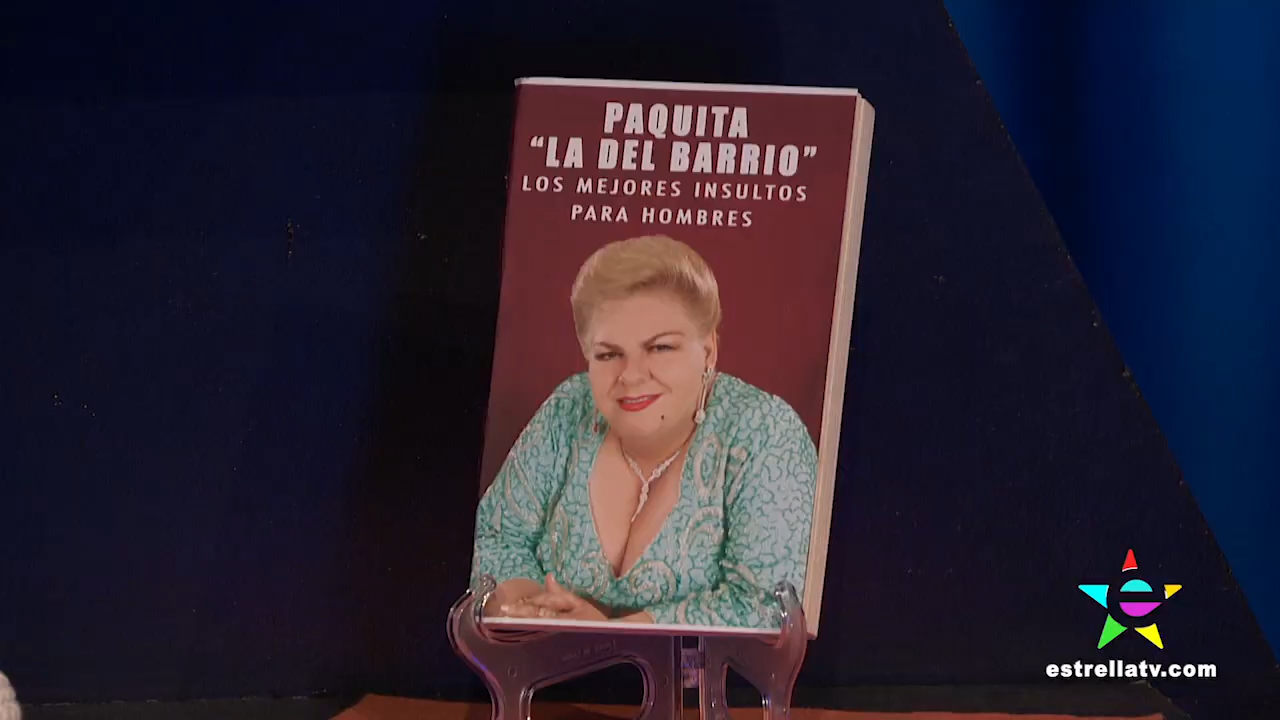 PAQUITA
“LA DEL BARRIO”
LOS MEJORES INSULTOS
PARA HOMBRES
estrellatv.com